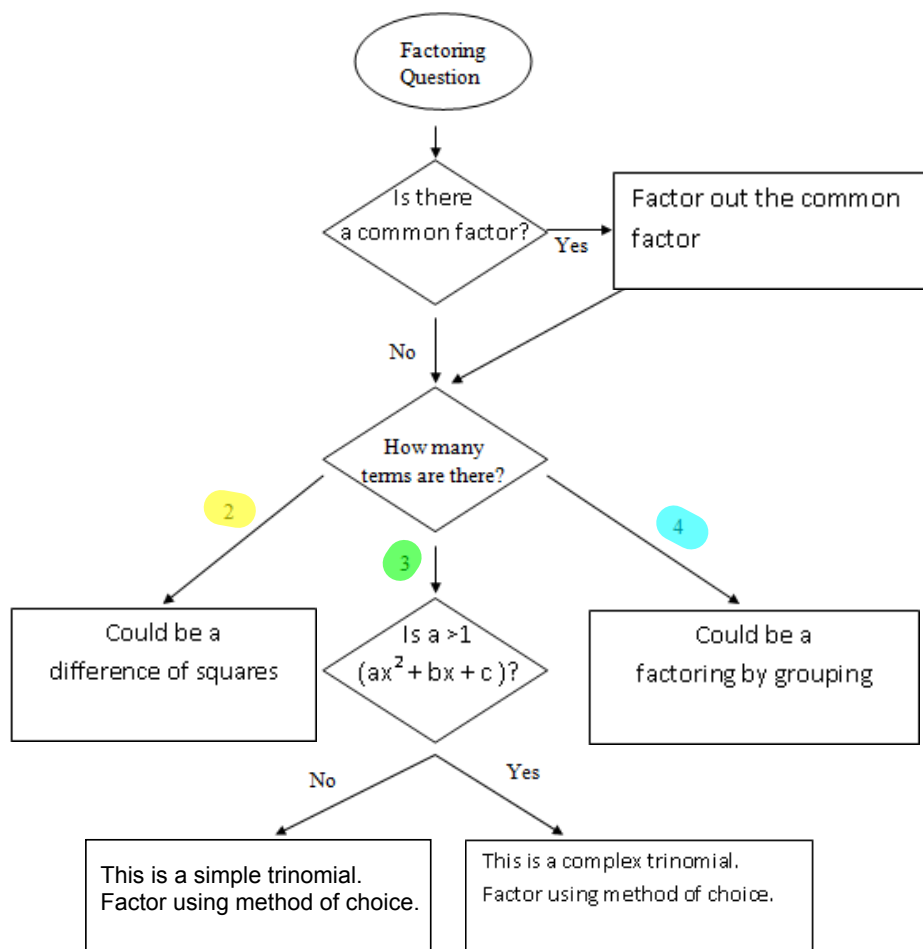 Factoring
Question
Is there
a common factor?
Yes
Factor out the common
factor
No
How many
terms are there?
2
3
4
Could be a
difference of squares
Is a >1
(ax² + bx + c )?
Could be a
factoring by grouping
No
Yes
This is a simple trinomial.
Factor using method of choice.
This is a complex trinomial.
Factor using method of choice.